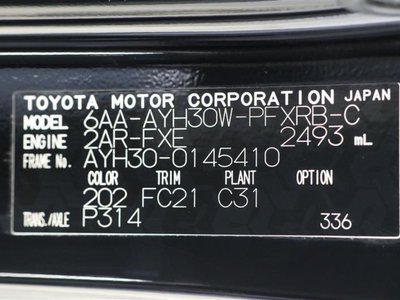 TOYOTA MOTOR CORPORATION JAPAN
MODEL 6AA-AYH30W-PFXRB-C
ENGINE 2AR-FXE 2493 mL
FRAME No. AYH30-0145410
COLOR TRIM PLANT OPTION
202 FC21 C31
TRANS./AXLE P314 336